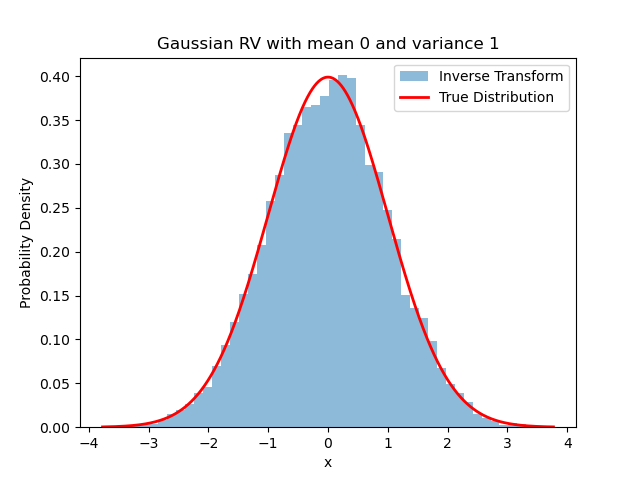 Gaussian RV with mean 0 and variance 1
Inverse Transform
True Distribution
0.40
0.35
0.30
0.25
0.20
0.15
0.10
0.05
0.00
Probability Density
−4 −3 −2 −1 0 1 2 3 4
x